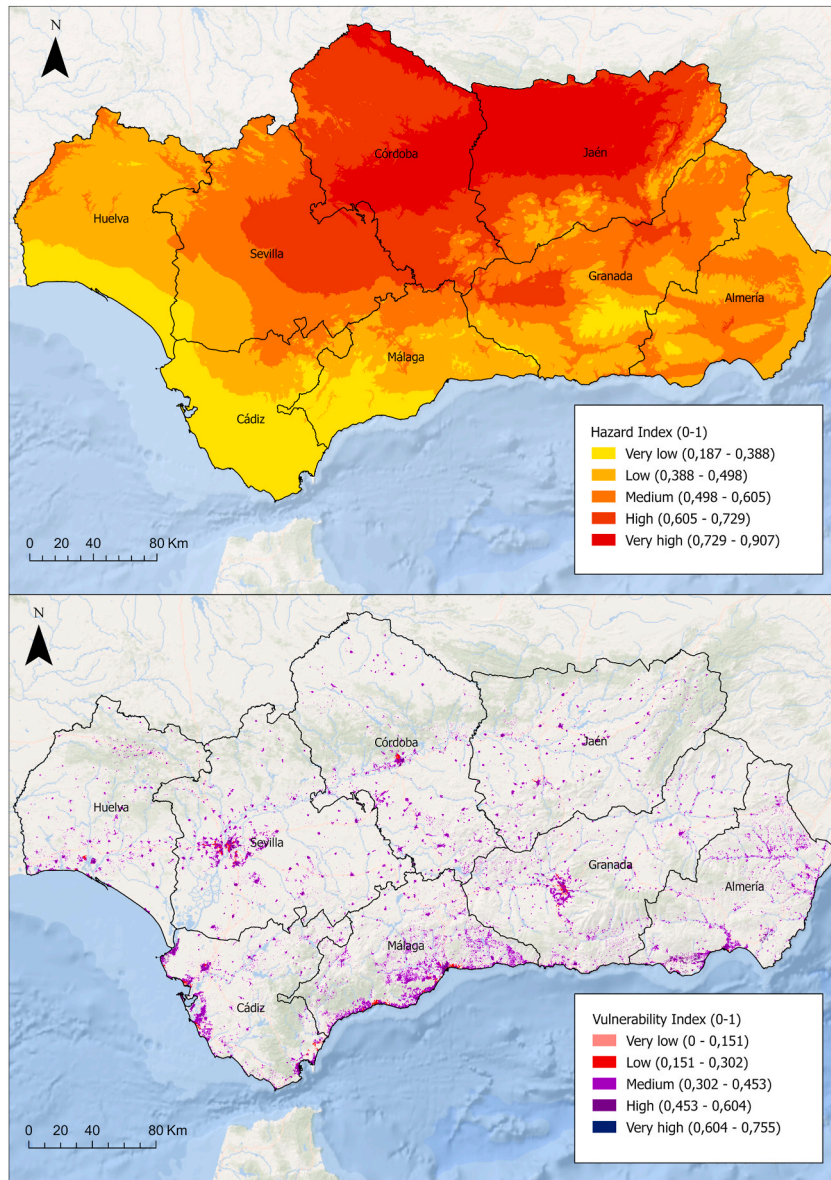 N
Córdoba
Jaén
Huelva
Sevilla
Granada
Almería
Málaga
Cádiz
Hazard Index (0-1)
Very low (0,187 - 0,388)
Low (0,388 - 0,498)
Medium (0,498 - 0,605)
High (0,605 - 0,729)
Very high (0,729 - 0,907)
0 20 40 80 Km
N
Córdoba
Jaén
Huelva
Sevilla
Granada
Almería
Málaga
Cádiz
Vulnerability Index (0-1)
Very low (0 - 0,151)
Low (0,151 - 0,302)
Medium (0,302 - 0,453)
High (0,453 - 0,604)
Very high (0,604 - 0,755)
0 20 40 80 Km